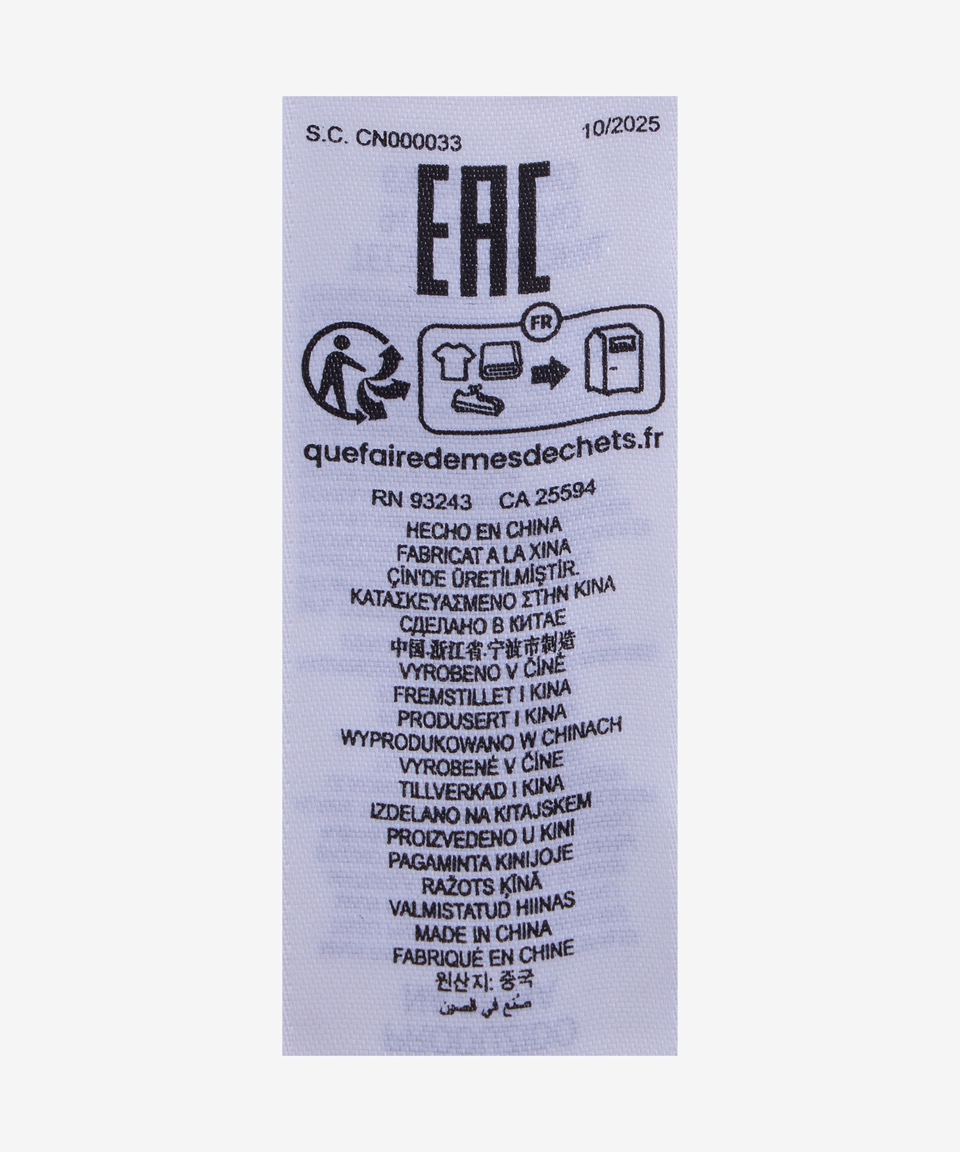 S.C. CN000033 10/2025
EAC
FR
quefairedemesdechets.fr
RN 93243 CA 25594
HECHO EN CHINA
FABRICAT A LA XINA
ÇİN'DE ÜRETİLMİŞTİR.
ΚΑΤΑΣΚΕΥΑΣΜΕΝΟ ΣΤΗΝ ΚΙΝΑ
СДЕЛАНО В КИТАЕ
中国.浙江省.宁波市制造
VYROBENO V ČÍNĚ
FREMSTILLET I KINA
PRODUSERT I KINA
WYPRODUKOWANO W CHINACH
VYROBENÉ V ČÍNE
TILLVERKAD I KINA
IZDELANO NA KITAJSKEM
PROIZVEDENO U KINI
PAGAMINTA KINIJOJE
RAŽOTS ĶĪNĀ
VALMISTATUD HIINAS
MADE IN CHINA
FABRIQUÉ EN CHINE
원산지: 중국
صنع في الصين